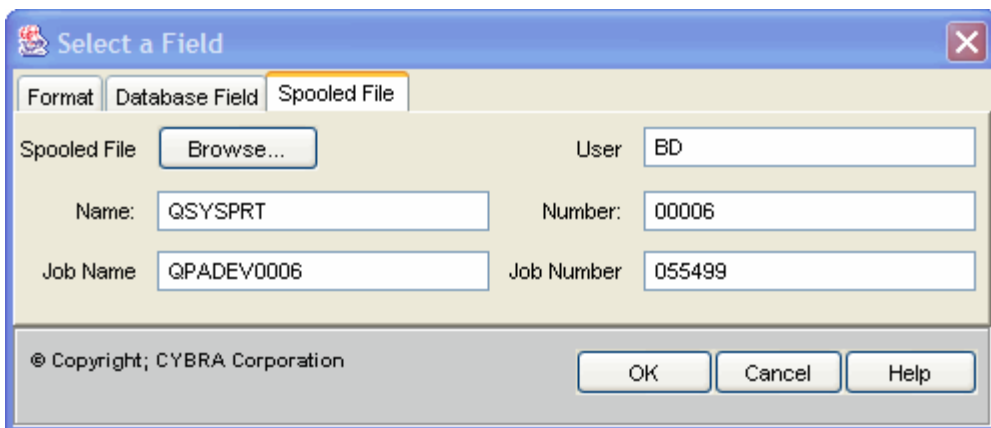 Select a Field
Format Database Field Spooled File
Spooled File Browse... User BD
Name: QSYSPRT Number: 00006
Job Name QPADEV0006 Job Number 055499
© Copyright; CYBRA Corporation OK Cancel Help